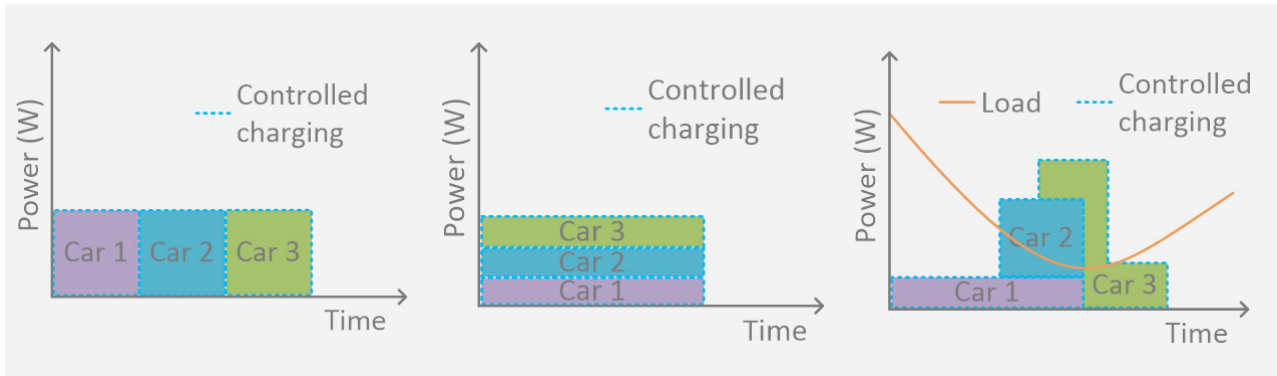 Controlled
charging
Power (W)
Car 1 Car 2 Car 3
Time
Controlled
charging
Power (W)
Car 3
Car 2
Car 1
Time
Load Controlled
charging
Power (W)
Car 2
Car 1 Car 3
Time